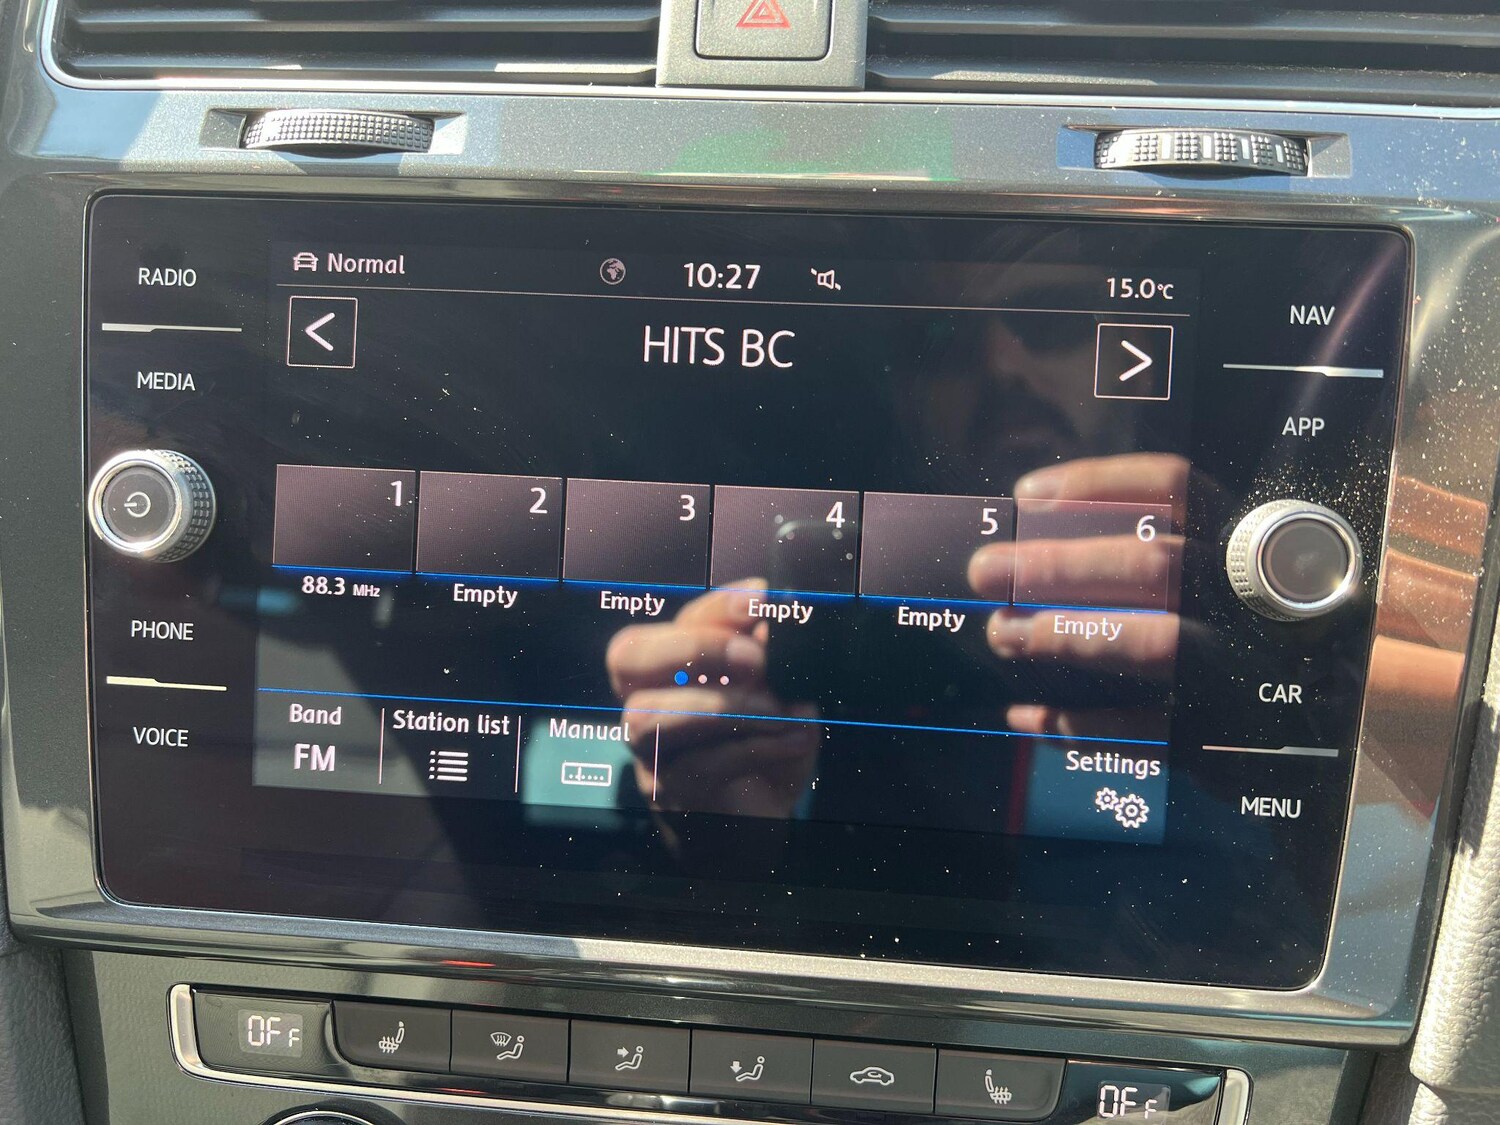 RADIO
MEDIA
PHONE
VOICE
Normal
10:27
15.0°C
<
HITS BC
>
1
2
3
4
5
6
88.3 MHz
Empty
Empty
Empty
Empty
Empty
Band
FM
Station list
Manual
Settings
NAV
APP
CAR
MENU
OFF
OFF